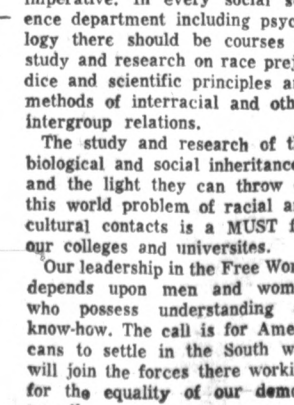 imperative. In every social s
ence department including psyc
logy there should be courses
study and research on race prej
dice and scientific principles a
methods of interracial and oth
intergroup relations.
The study and research of t
biological and social inheritance
and the light they can throw
this world problem of racial a
cultural contacts is a MUST f
our colleges and universites.
Our leadership in the Free Wor
depends upon men and wom
who possess understanding
know-how. The call is for Ame
cans to settle in the South w
will join the forces there worki
for the equality of our demo